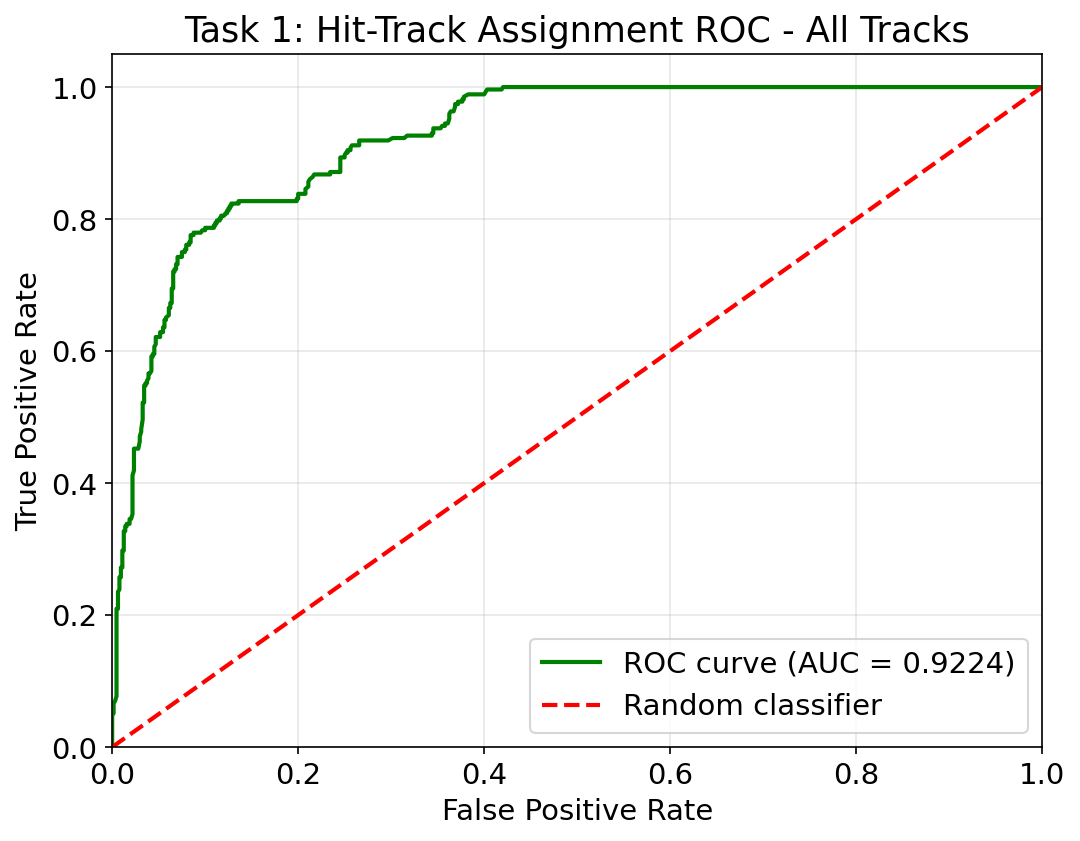 Task 1: Hit-Track Assignment ROC - All Tracks
True Positive Rate
1.0
0.8
0.6
0.4
0.2
0.0
ROC curve (AUC = 0.9224)
Random classifier
0.0 0.2 0.4 0.6 0.8 1.0
False Positive Rate